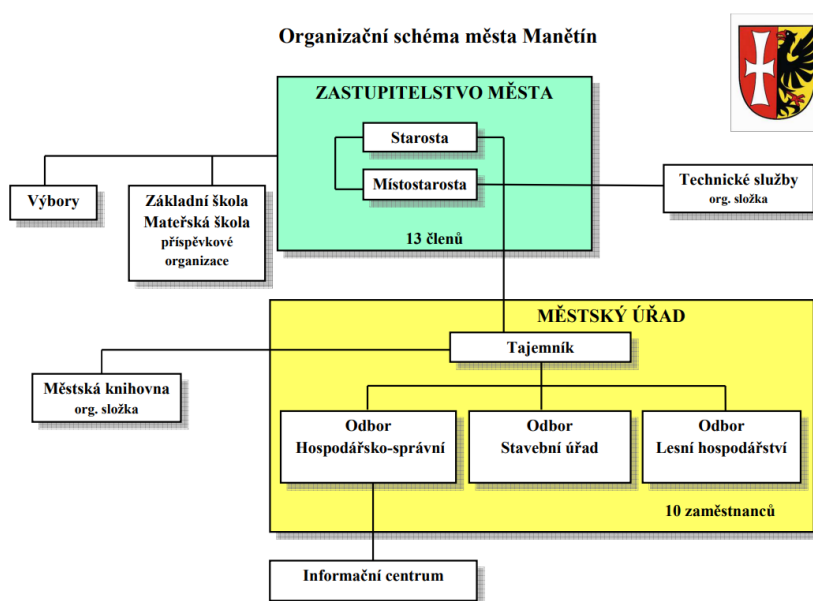 Organizační schéma města Manětín
ZASTUPITELSTVO MĚSTA
Starosta
Místostarosta
13 členů
Výbory
Základní škola
Mateřská škola
příspěvkové
organizace
Technické služby
org. složka
MĚSTSKÝ ÚŘAD
Tajemník
Městská knihovna
org. složka
Odbor
Hospodářsko-správní
Odbor
Stavební úřad
Odbor
Lesní hospodářství
10 zaměstnanců
Informační centrum